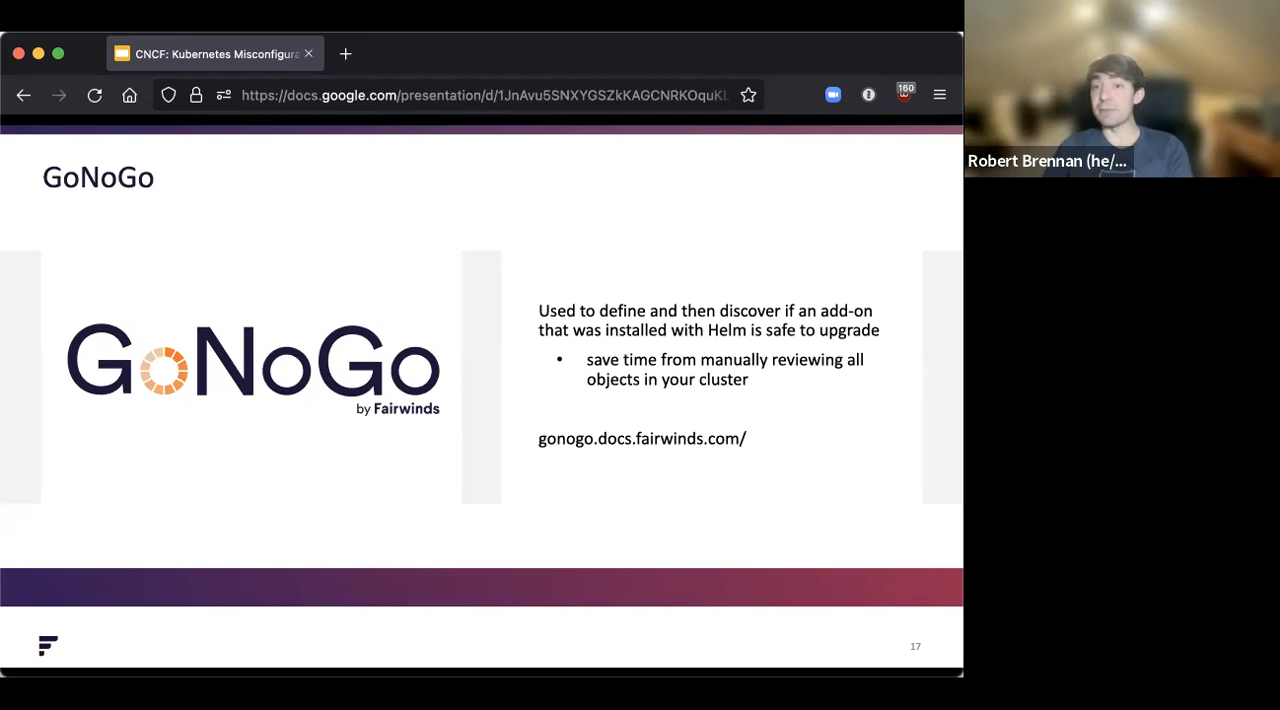 CNCF: Kubernetes Misconfigura
https://docs.google.com/presentation/d/1JnAvu5SNXYGSZkKAGCNRKOquKL
160
Robert Brennan (he/...
GoNoGo
GoNoGo
by Fairwinds
Used to define and then discover if an add-on
that was installed with Helm is safe to upgrade
• save time from manually reviewing all
objects in your cluster
gonogo.docs.fairwinds.com/
17